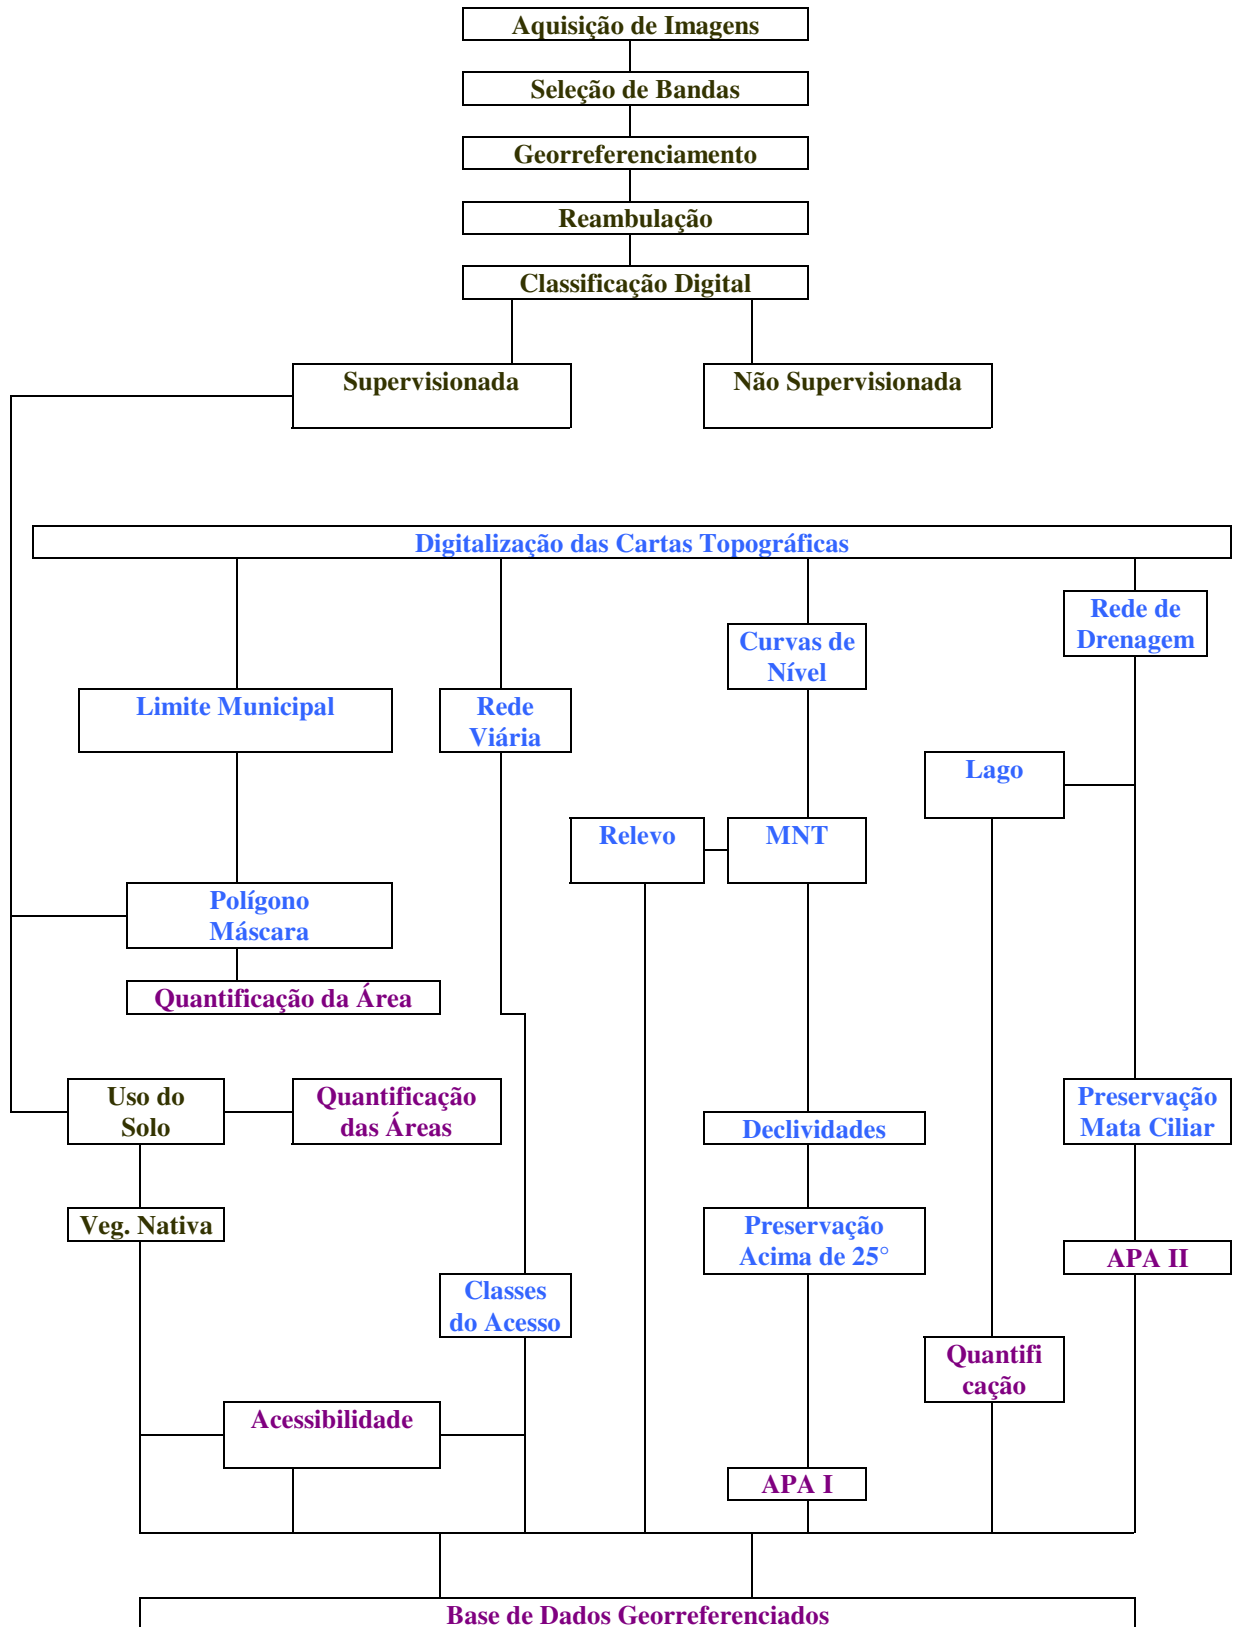 Aquisição de Imagens
Seleção de Bandas
Georreferenciamento
Reambulação
Classificação Digital
Supervisionada
Não Supervisionada
Digitalização das Cartas Topográficas
Rede de
Drenagem
Curvas de
Nível
Limite Municipal
Rede
Viária
Lago
Relevo
MNT
Polígono
Máscara
Quantificação da Área
Uso do
Solo
Quantificação
das Áreas
Declividades
Preservação
Mata Ciliar
Veg. Nativa
Preservação
Acima de 25°
APA II
Classes
do Acesso
Quantifi
cação
Acessibilidade
APA I
Base de Dados Georreferenciados